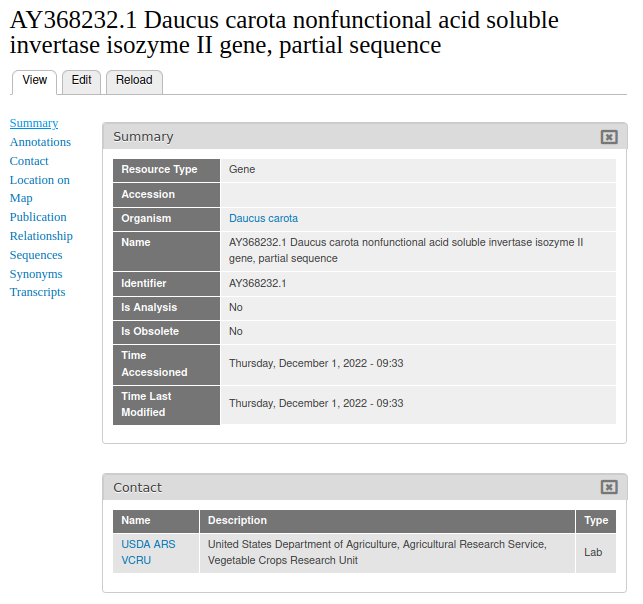 AY368232.1 Daucus carota nonfunctional acid soluble
invertase isozyme II gene, partial sequence
View Edit Reload
Summary
Annotations
Contact
Location on
Map
Publication
Relationship
Sequences
Synonyms
Transcripts
Summary
Resource Type Gene
Accession
Organism Daucus carota
Name AY368232.1 Daucus carota nonfunctional acid soluble invertase isozyme II
gene, partial sequence
Identifier AY368232.1
Is Analysis No
Is Obsolete No
Time
Accessioned Thursday, December 1, 2022 - 09:33
Time Last
Modified Thursday, December 1, 2022 - 09:33
Contact
Name Description Type
USDA ARS United States Department of Agriculture, Agricultural Research Service, Lab
VCRU Vegetable Crops Research Unit